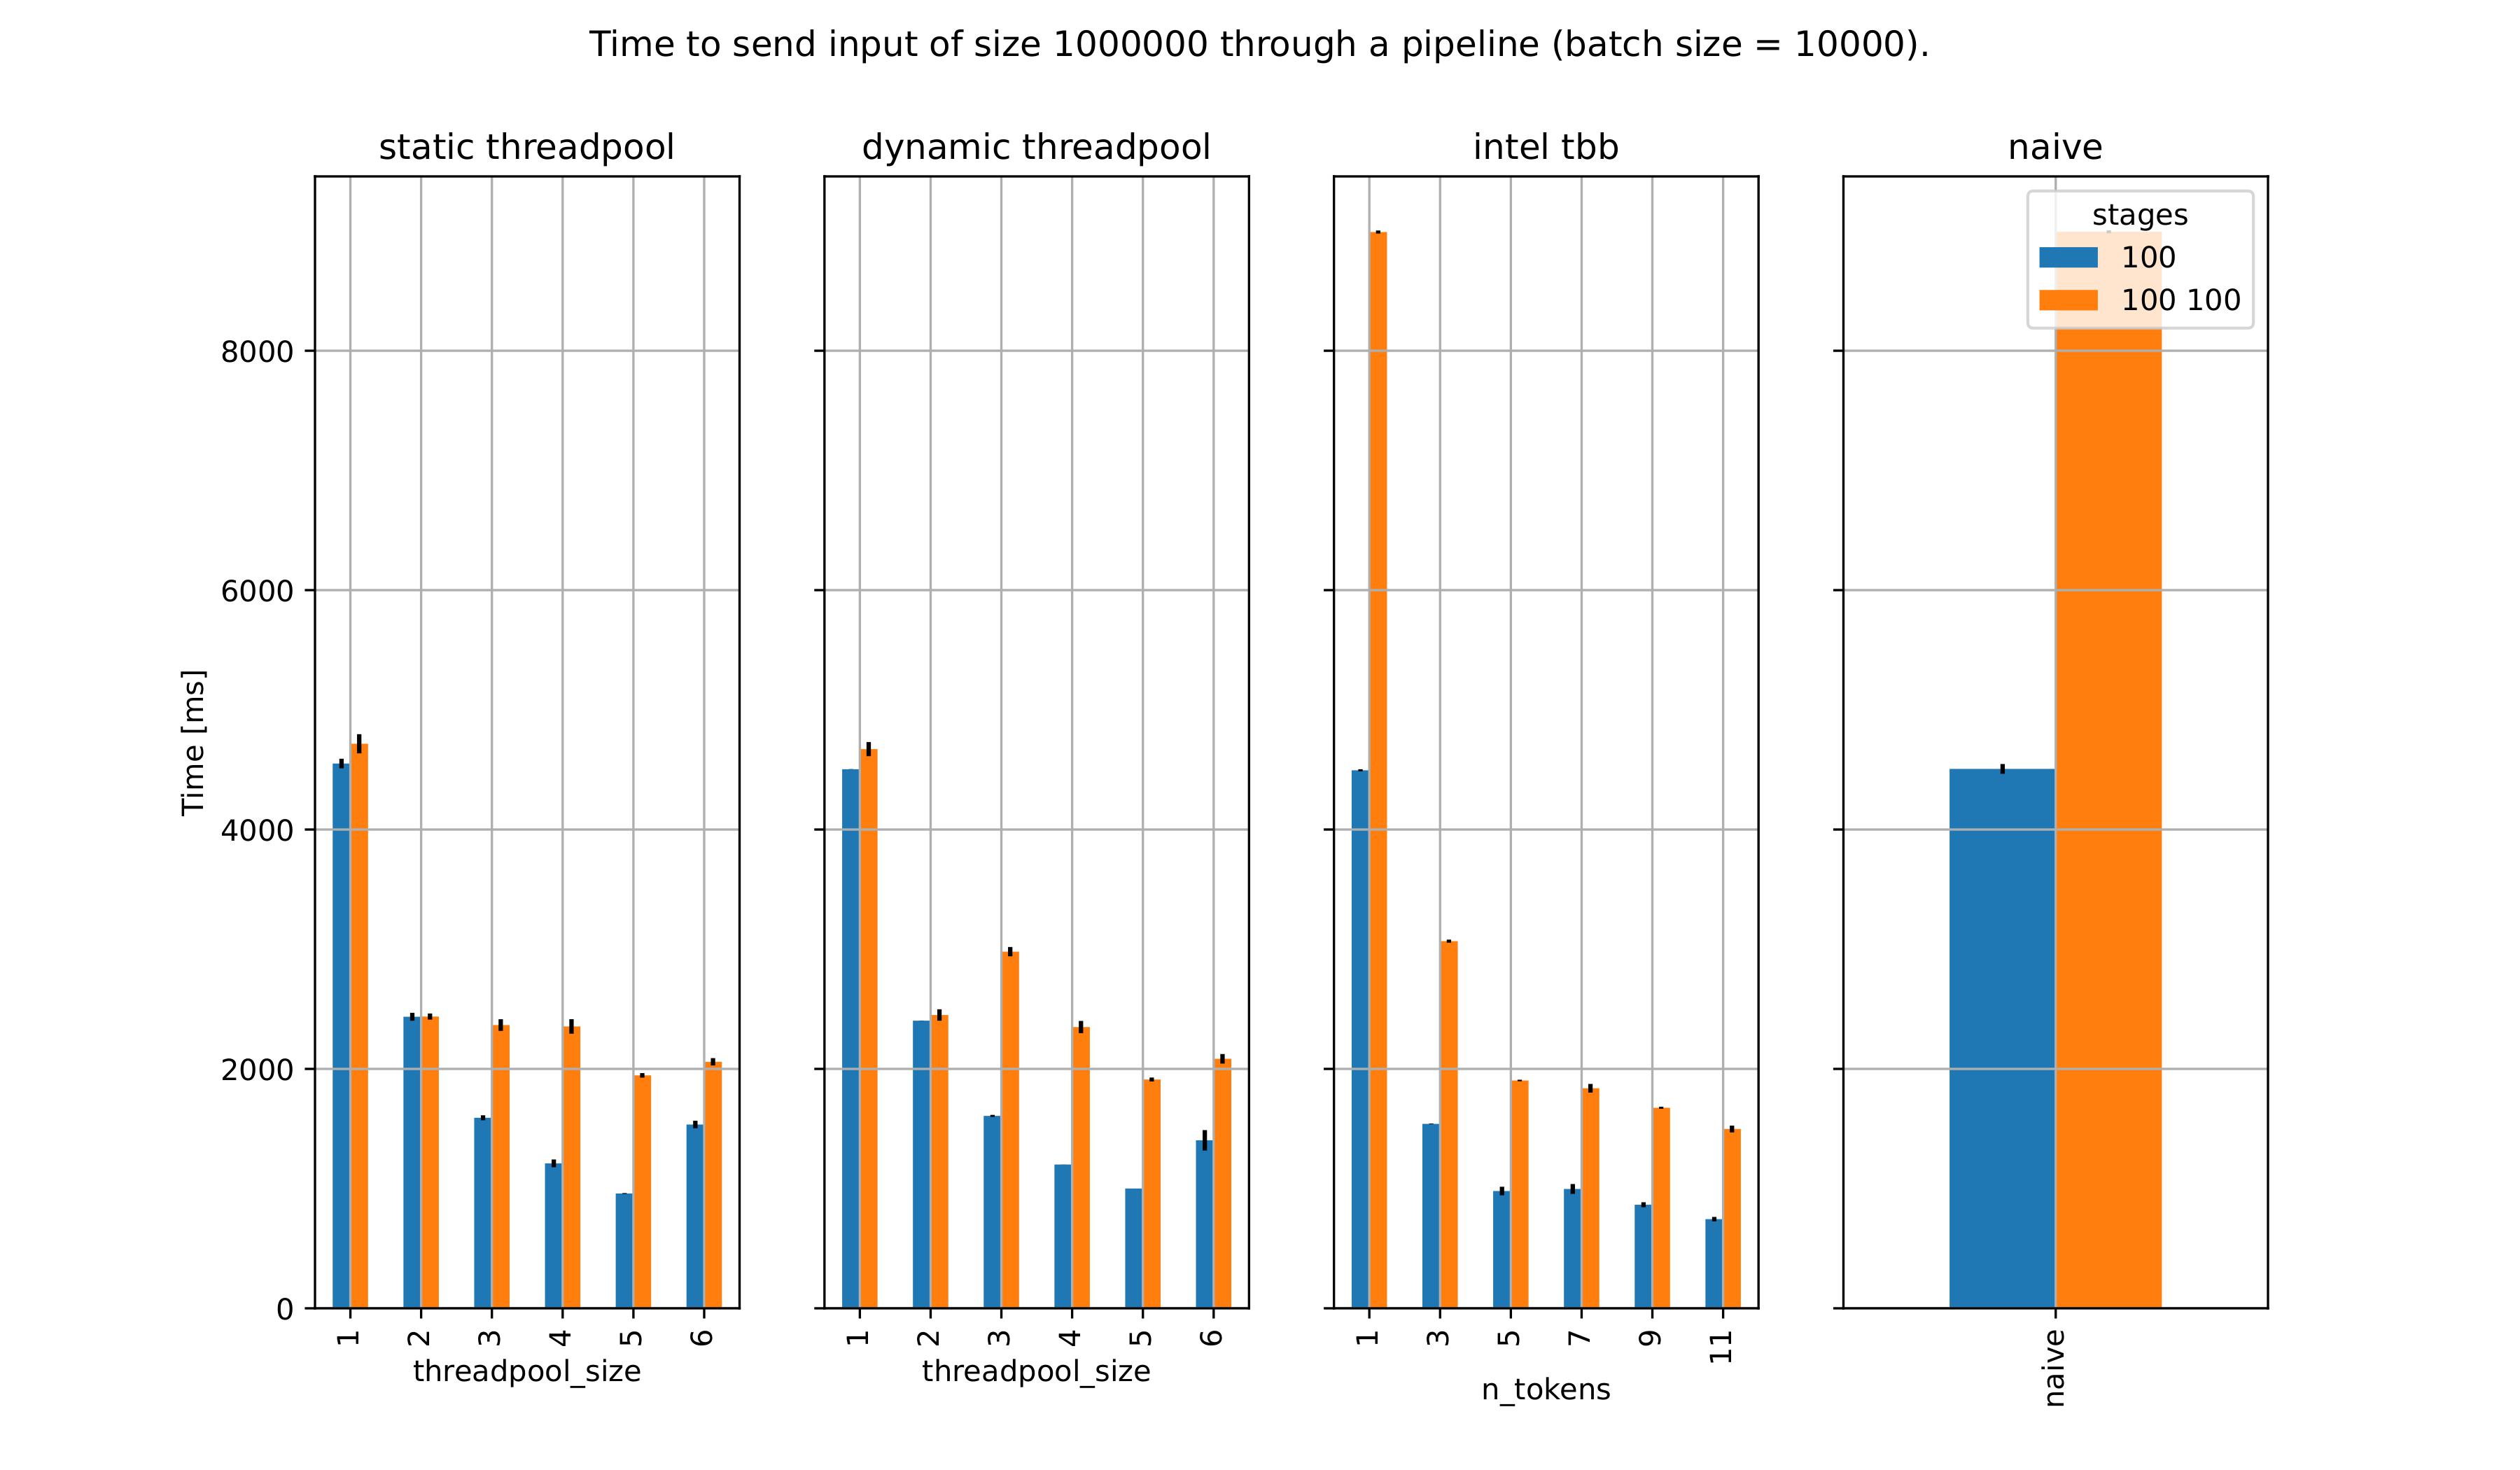 Time to send input of size 1000000 through a pipeline (batch size = 10000).
static threadpool
dynamic threadpool
intel tbb
naive
stages
100
100 100
8000
6000
4000
2000
0
Time [ms]
1 2 3 4 5 6
threadpool_size
1 2 3 4 5 6
threadpool_size
1 3 5 7 9 11
n_tokens
naive